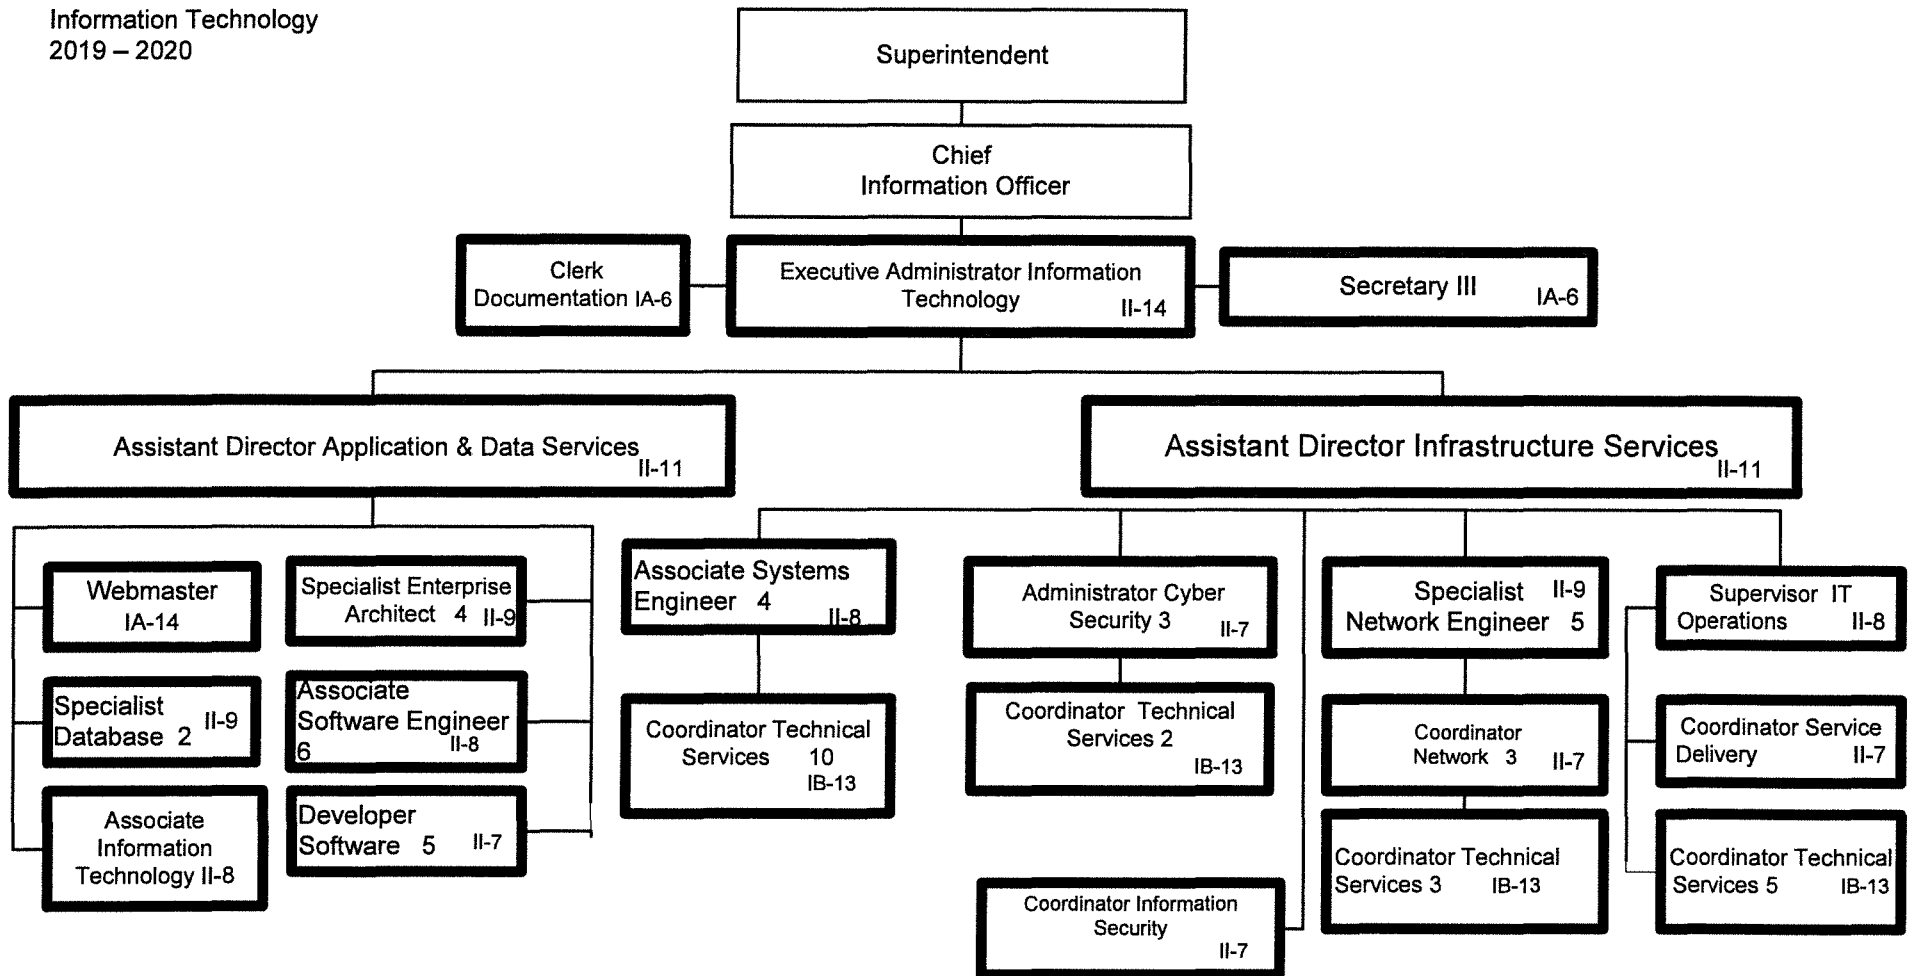 Information Technology
2019 – 2020
Superintendent
Chief
Information Officer
Clerk
Documentation IA-6
Executive Administrator Information
Technology
II-14
Secretary III
IA-6
Assistant Director Application & Data Services
II-11
Assistant Director Infrastructure Services
II-11
Webmaster
IA-14
Specialist
Database 2 II-9
Associate
Information
Technology II-8
Specialist Enterprise
Architect 4 II-9
Associate
Software Engineer
6 II-8
Developer
Software 5 II-7
Associate Systems
Engineer 4
II-8
Coordinator Technical
Services 10
IB-13
Administrator Cyber
Security 3
II-7
Coordinator Technical
Services 2
IB-13
Coordinator Information
Security
II-7
Specialist II-9
Network Engineer 5
Coordinator
Network 3 II-7
Coordinator Technical
Services 3 IB-13
Supervisor IT
Operations II-8
Coordinator Service
Delivery II-7
Coordinator Technical
Services 5 IB-13